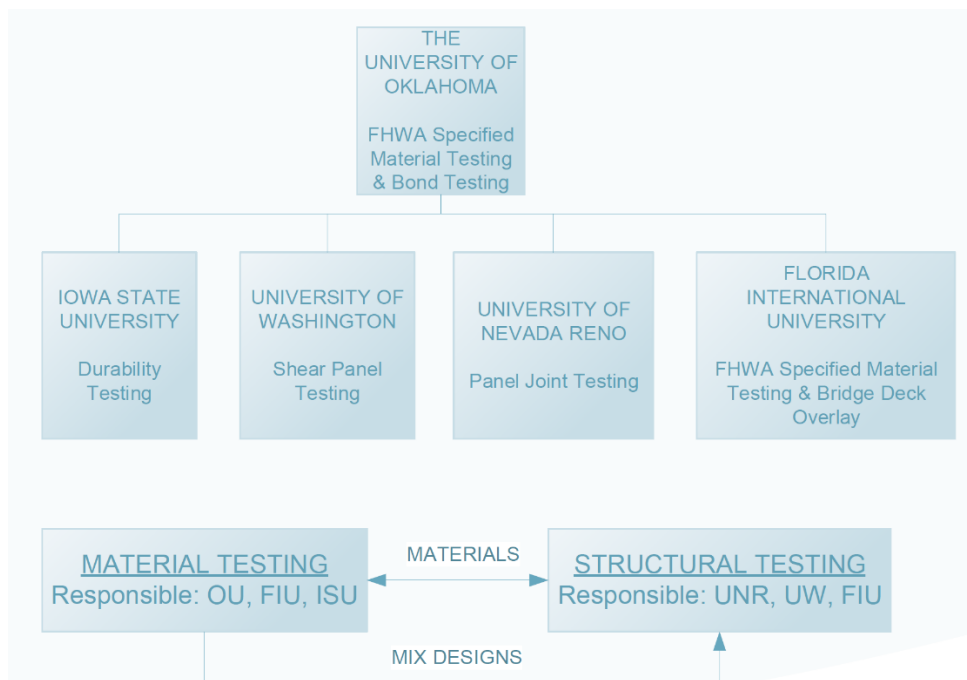 THE
UNIVERSITY OF
OKLAHOMA
FHWA Specified
Material Testing
& Bond Testing
IOWA STATE
UNIVERSITY
Durability
Testing
UNIVERSITY OF
WASHINGTON
Shear Panel
Testing
UNIVERSITY OF
NEVADA RENO
Panel Joint Testing
FLORIDA
INTERNATIONAL
UNIVERSITY
FHWA Specified Material
Testing & Bridge Deck
Overlay
MATERIAL TESTING
Responsible: OU, FIU, ISU
MATERIALS
STRUCTURAL TESTING
Responsible: UNR, UW, FIU
MIX DESIGNS